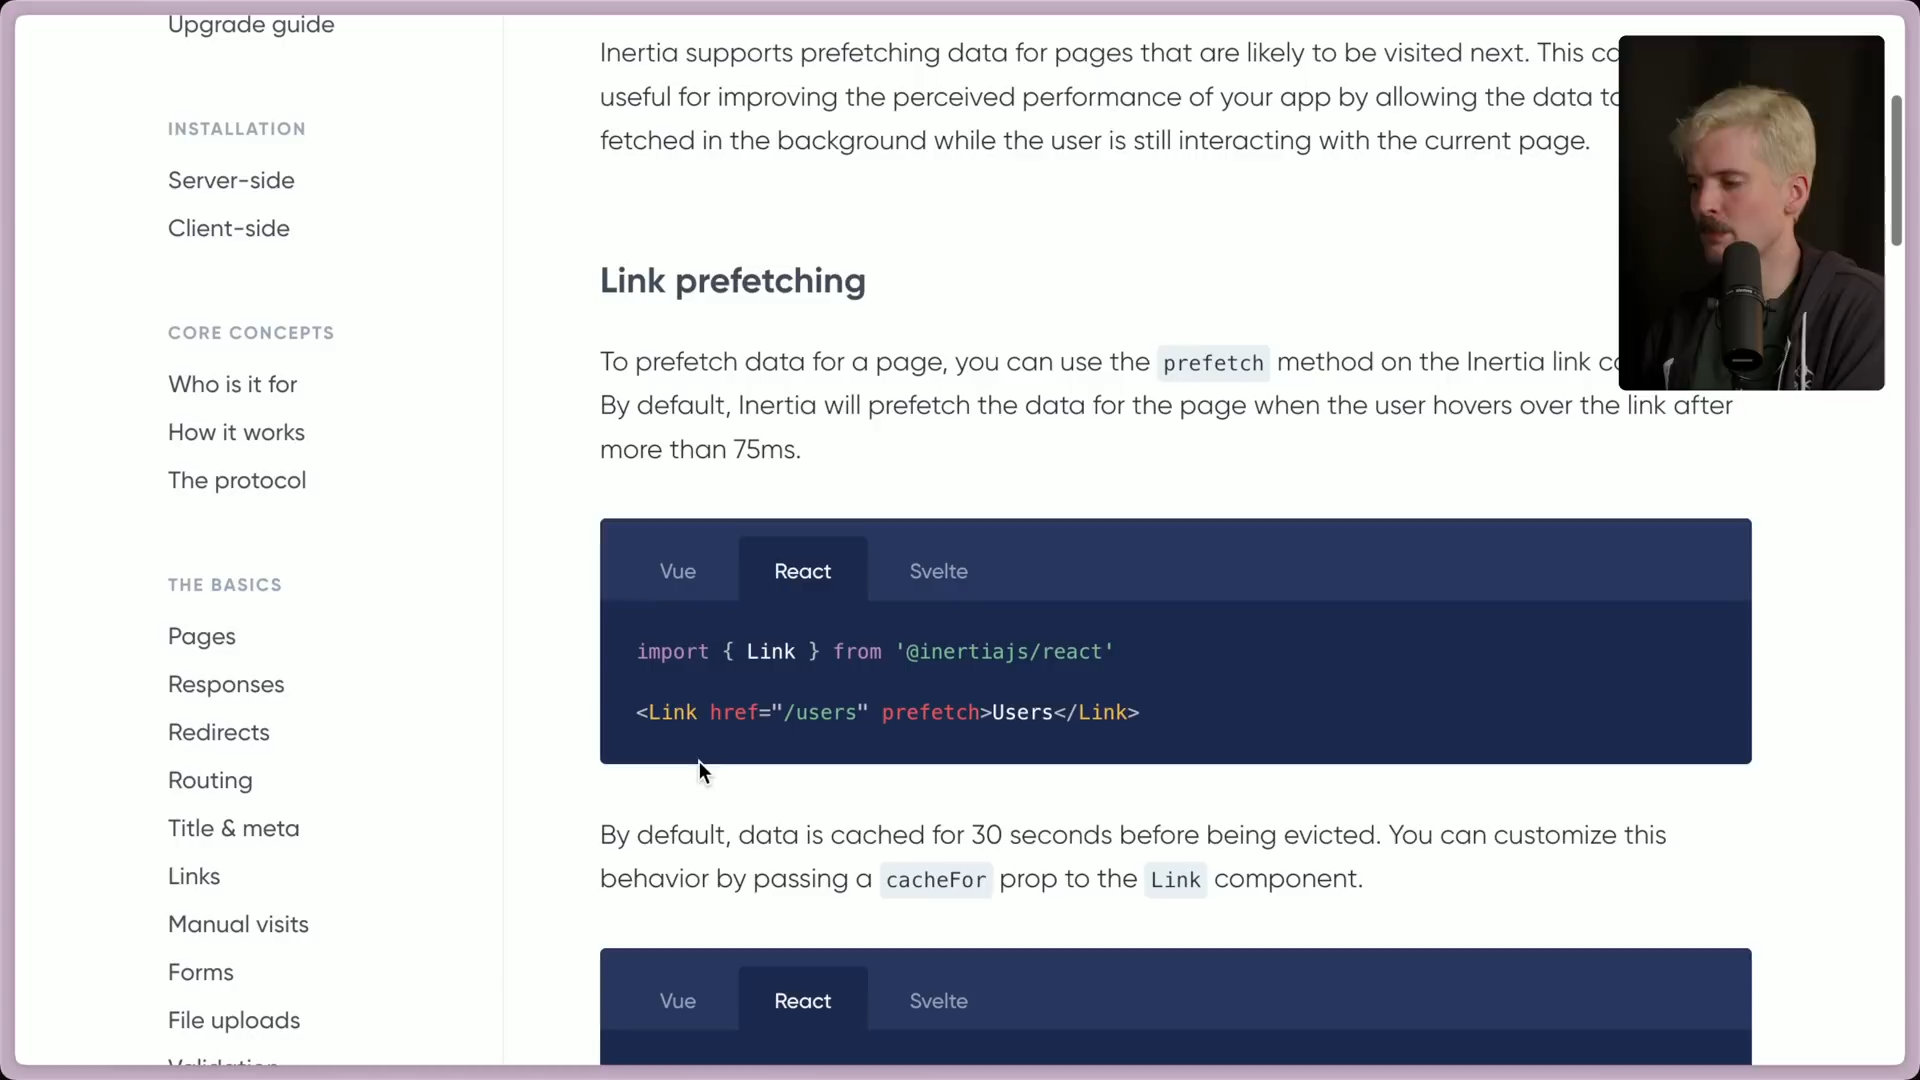 Upgrade guide
INSTALLATION
Server-side
Client-side
CORE CONCEPTS
Who is it for
How it works
The protocol
THE BASICS
Pages
Responses
Redirects
Routing
Title & meta
Links
Manual visits
Forms
File uploads
Validation
Inertia supports prefetching data for pages that are likely to be visited next. This
useful for improving the perceived performance of your app by allowing the data
fetched in the background while the user is still interacting with the current page.
Link prefetching
To prefetch data for a page, you can use the prefetch method on the Inertia link
By default, Inertia will prefetch the data for the page when the user hovers over the link after
more than 75ms.
Vue React Svelte
import { Link } from '@inertiajs/react'
<Link href="/users" prefetch>Users</Link>
By default, data is cached for 30 seconds before being evicted. You can customize this
behavior by passing a cacheFor prop to the Link component.
Vue React Svelte